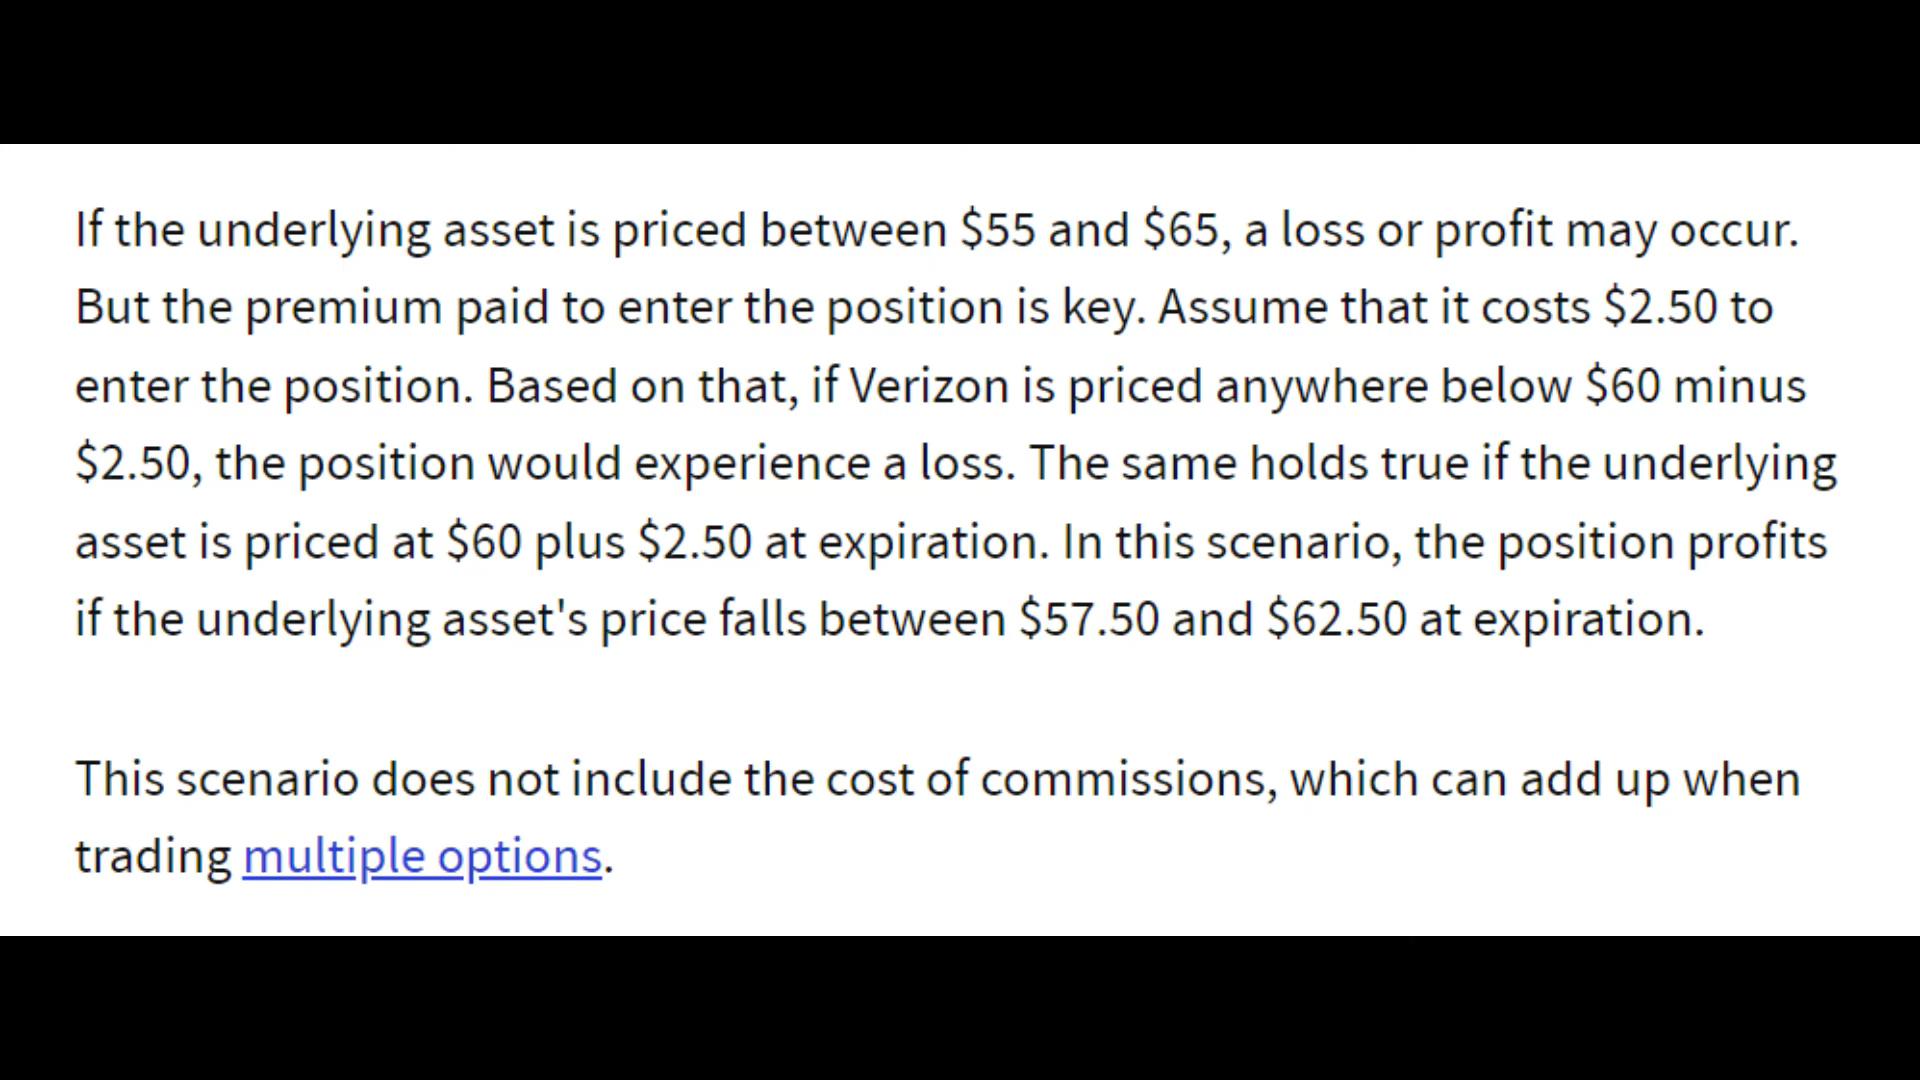 If the underlying asset is priced between $55 and $65, a loss or profit may occur.
But the premium paid to enter the position is key. Assume that it costs $2.50 to
enter the position. Based on that, if Verizon is priced anywhere below $60 minus
$2.50, the position would experience a loss. The same holds true if the underlying
asset is priced at $60 plus $2.50 at expiration. In this scenario, the position profits
if the underlying asset's price falls between $57.50 and $62.50 at expiration.
This scenario does not include the cost of commissions, which can add up when
trading multiple options.